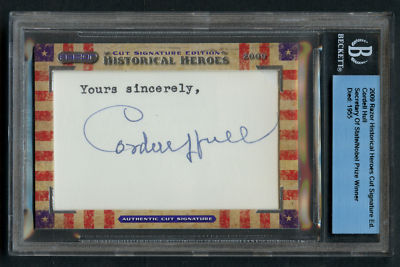 CUT SIGNATURE EDITION
HISTORICAL HEROES
2009
Yours sincerely,
Cordell Hull
AUTHENTIC CUT SIGNATURE
BECKETT
2009 Razor Historical Heroes Cut Signature Ed.
Cordell Hull
Secretary Of State/Nobel Prize Winner
Died: 1955